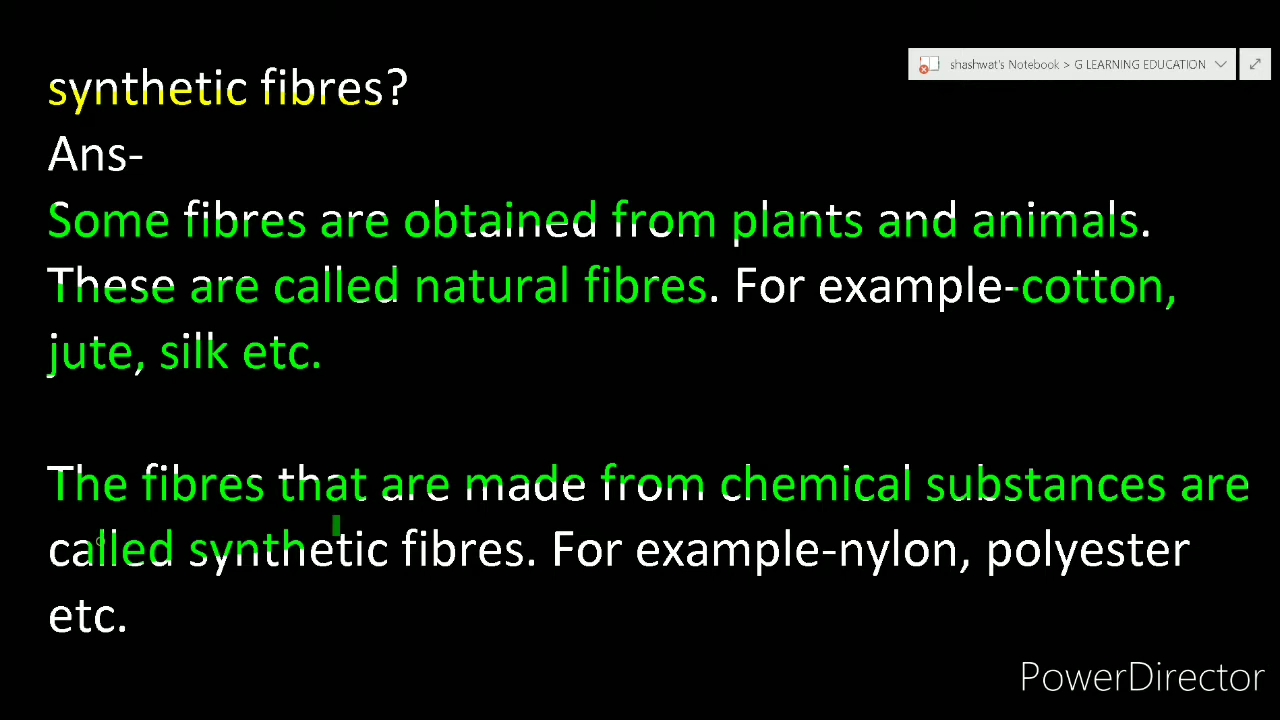 shashwat's Notebook > G LEARNING EDUCATION
synthetic fibres?
Ans-
Some fibres are obtained from plants and animals.
These are called natural fibres. For example-cotton,
jute, silk etc.
The fibres that are made from chemical substances are
called synthetic fibres. For example-nylon, polyester
etc.
PowerDirector